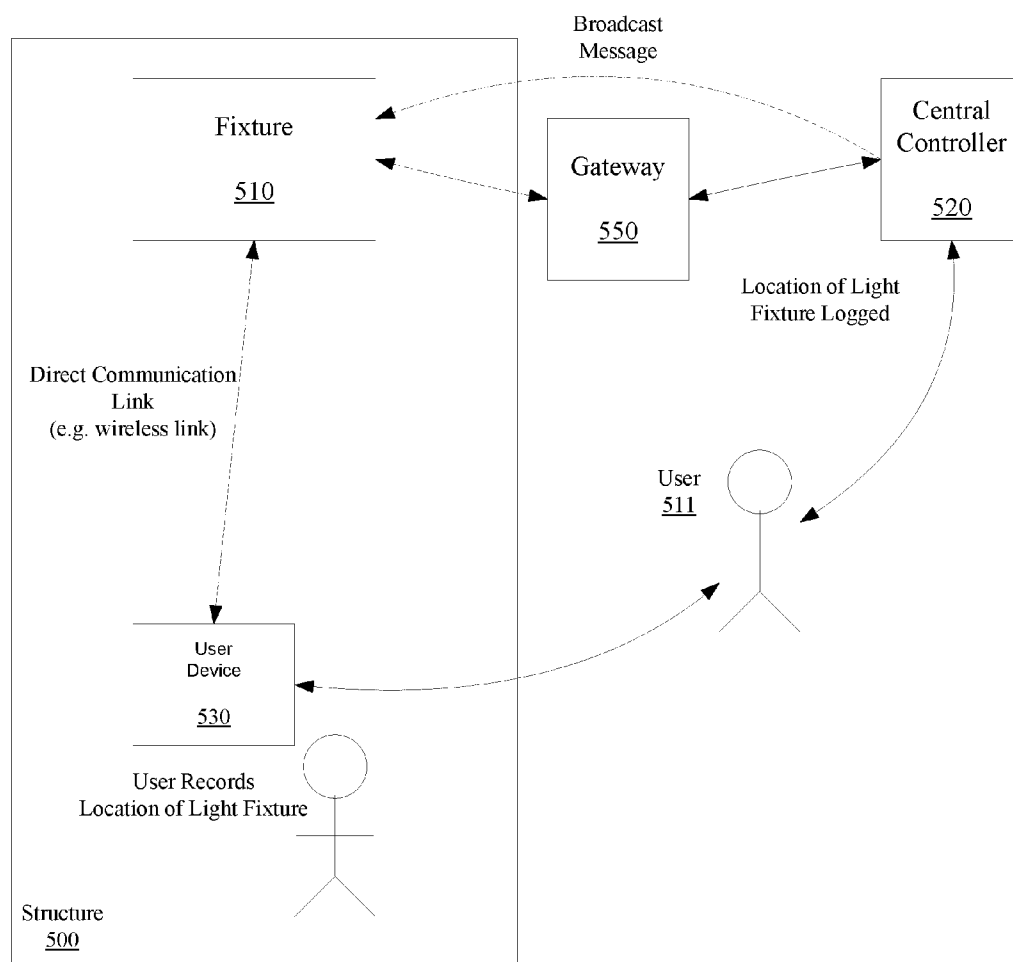 Broadcast
Message
Fixture
510
Gateway
550
Central
Controller
520
Location of Light
Fixture Logged
Direct Communication
Link
(e.g. wireless link)
User
511
User
Device
530
User Records
Location of Light Fixture
Structure
500